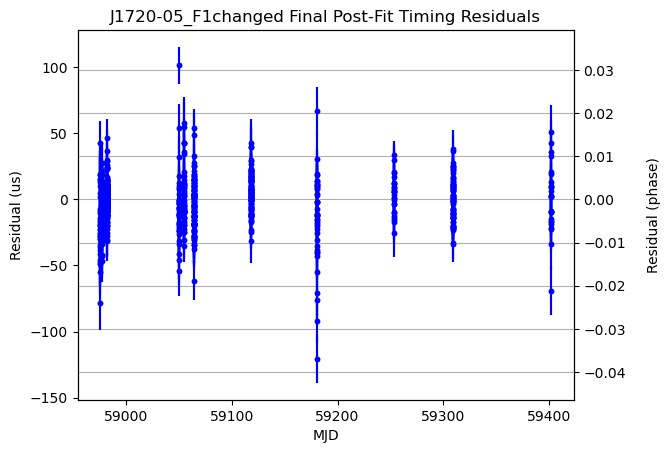 J1720-05_F1changed Final Post-Fit Timing Residuals
Residual (us)
100
50
0
−50
−100
−150
0.03
0.02
0.01
0.00
−0.01
−0.02
−0.03
−0.04
Residual (phase)
59000 59100 59200 59300 59400
MJD